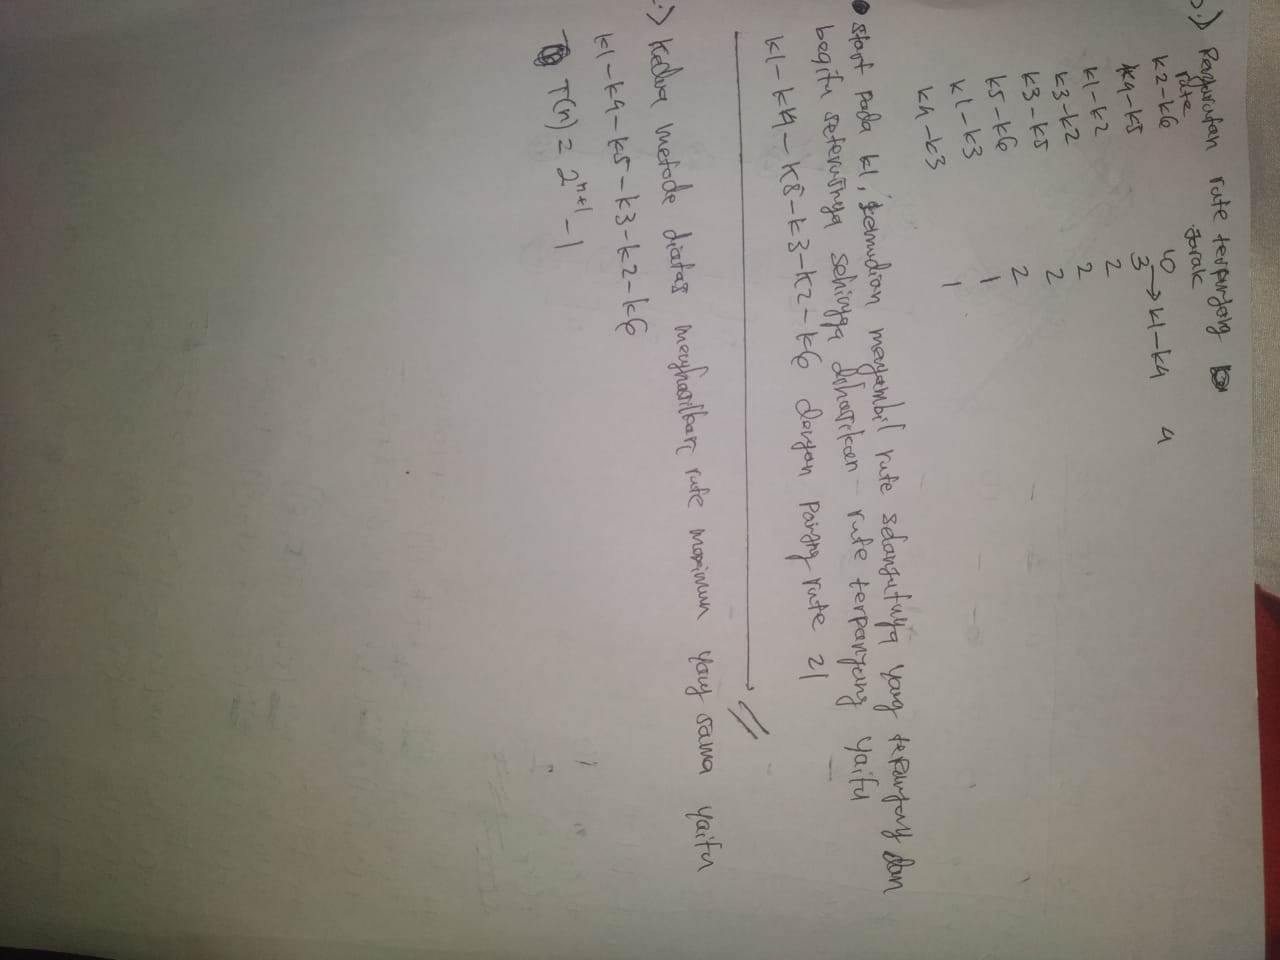 b.) Pengurutan rute terpanjang
rute Jarak
k2-k6 10
k4-k5 3 → k1-k4 4
k1-k2 2
k3-k2 2
k3-k5 2
k5-k6 2
k1-k3 1
k4-k3 1
• start pada k1, kemudian mengambil rute selanjutnya yang terpanjang dan
begitu seterusnya sehingga dihasilkan rute terpanjang yaitu
k1-k4-k5-k3-k2-k6 dengan panjang rute 21
.) Kedua metode diatas menghasilkan rute maximum yang sama yaitu
k1-k4-k5-k3-k2-k6
T(n) = 2^{n+1} - 1